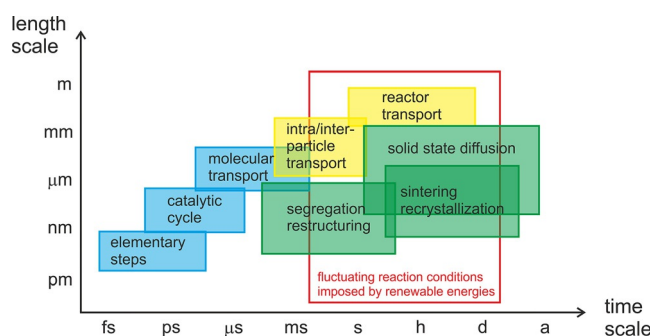 length
scale
m
mm
μm
nm
pm
reactor
transport
intra/inter-
particle
transport
solid state diffusion
molecular
transport
sintering
recrystallization
catalytic
cycle
segregation
restructuring
elementary
steps
fluctuating reaction conditions
imposed by renewable energies
fs
ps
μs
ms
s
h
d
a
time
scale